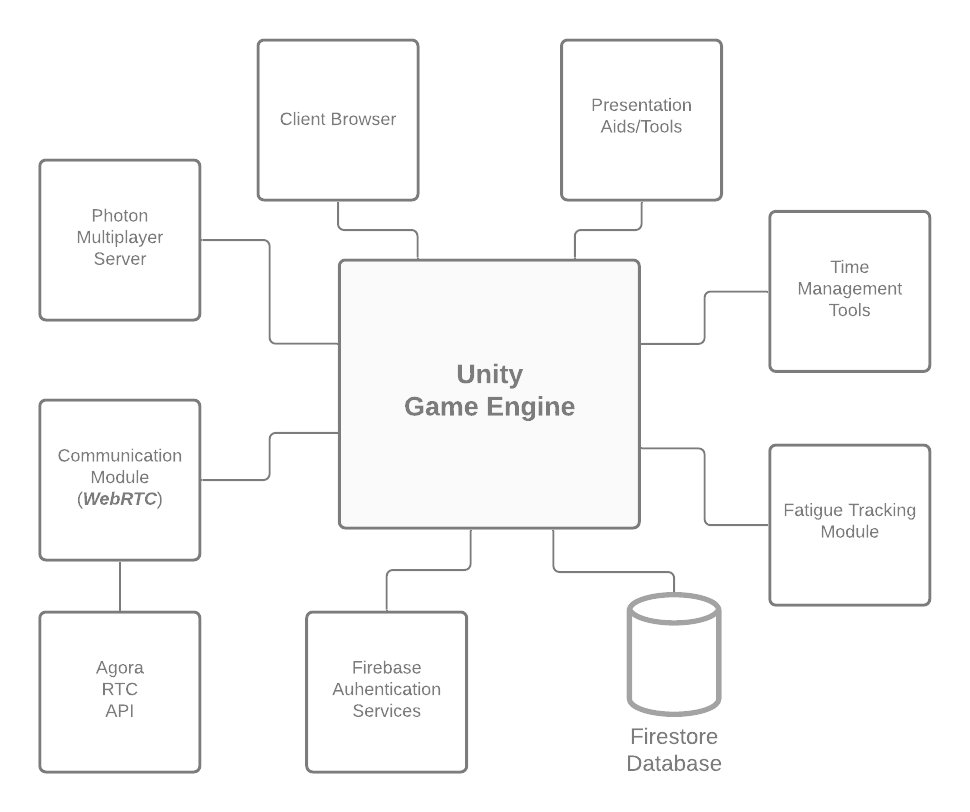 Client Browser
Presentation
Aids/Tools
Photon
Multiplayer
Server
Time
Management
Tools
Unity
Game Engine
Communication
Module
(WebRTC)
Fatigue Tracking
Module
Agora
RTC
API
Firebase
Auhentication
Services
Firestore
Database